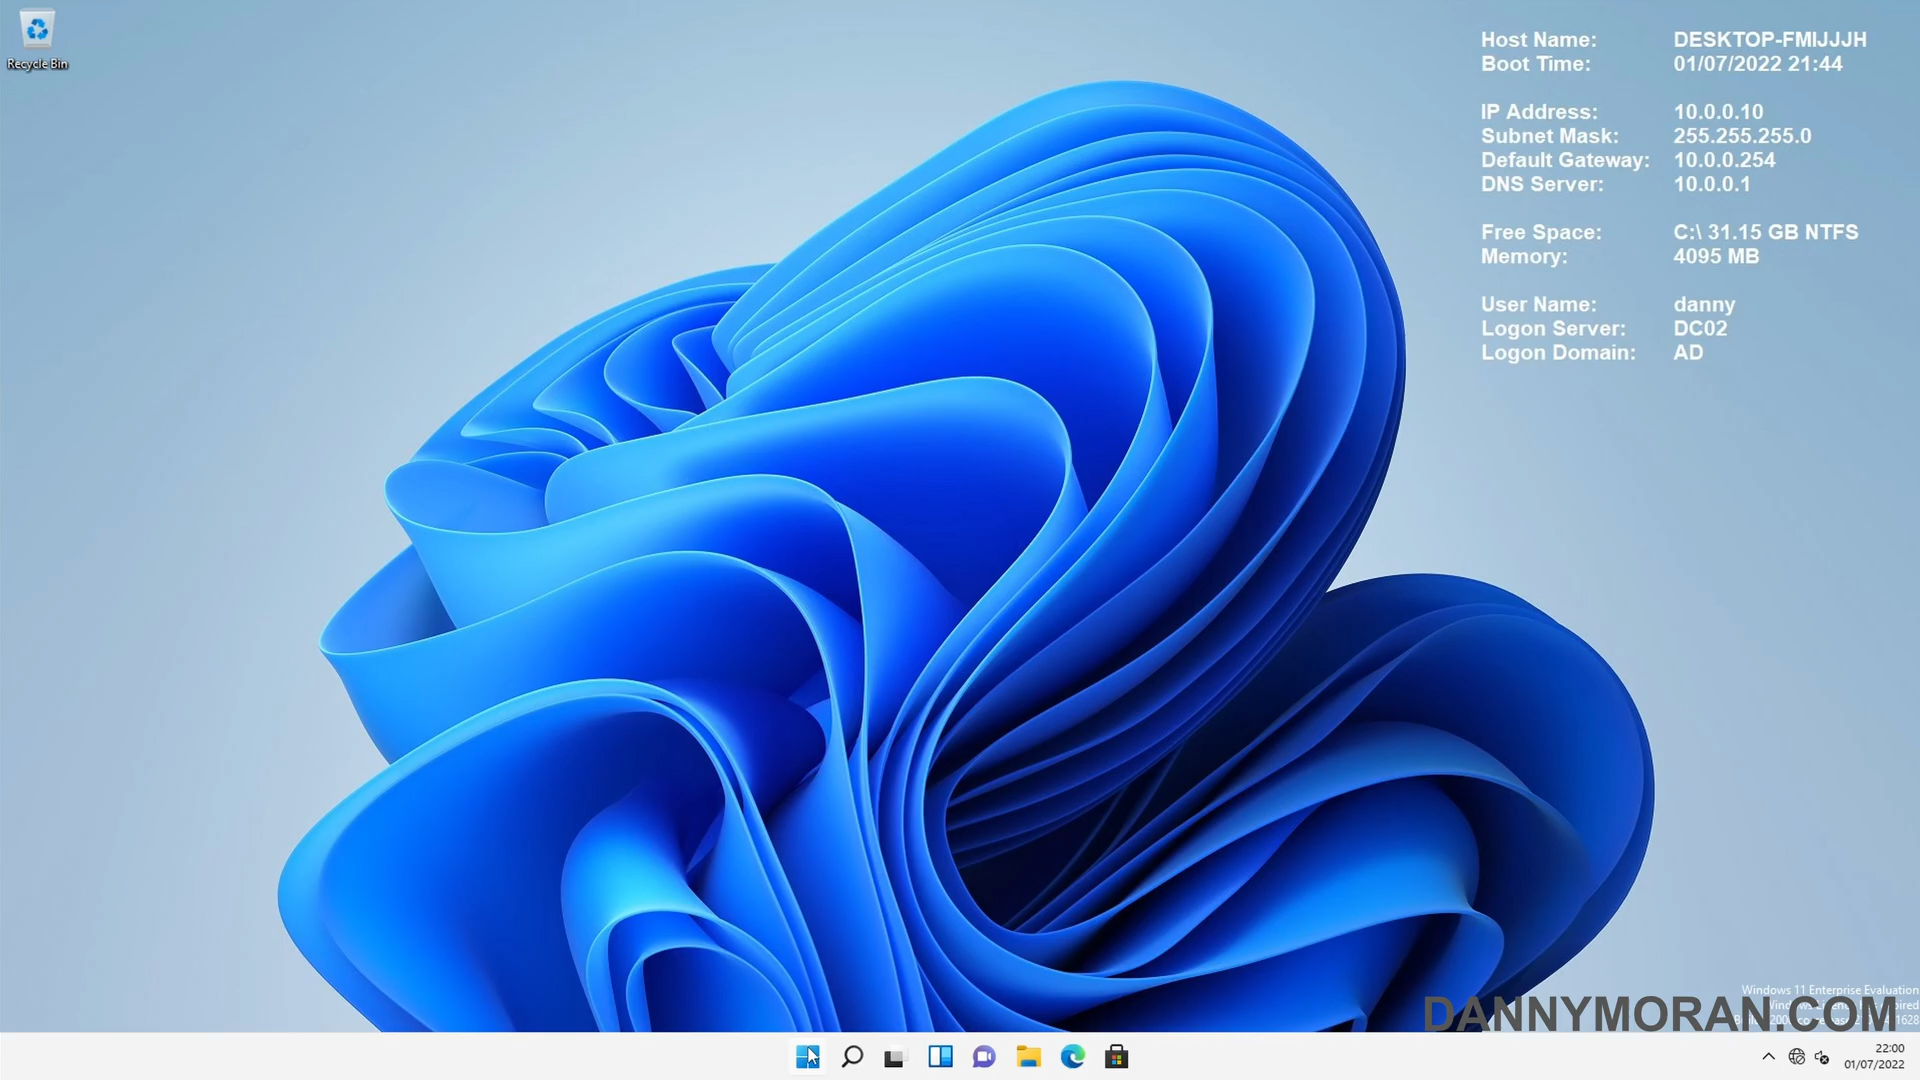 Recycle Bin
Host Name: DESKTOP-FMIJJJH
Boot Time: 01/07/2022 21:44
IP Address: 10.0.0.10
Subnet Mask: 255.255.255.0
Default Gateway: 10.0.0.254
DNS Server: 10.0.0.1
Free Space: C:\ 31.15 GB NTFS
Memory: 4095 MB
User Name: danny
Logon Server: DC02
Logon Domain: AD
Windows 11 Enterprise Evaluation
DANNYMORAN.COM
22:00
01/07/2022